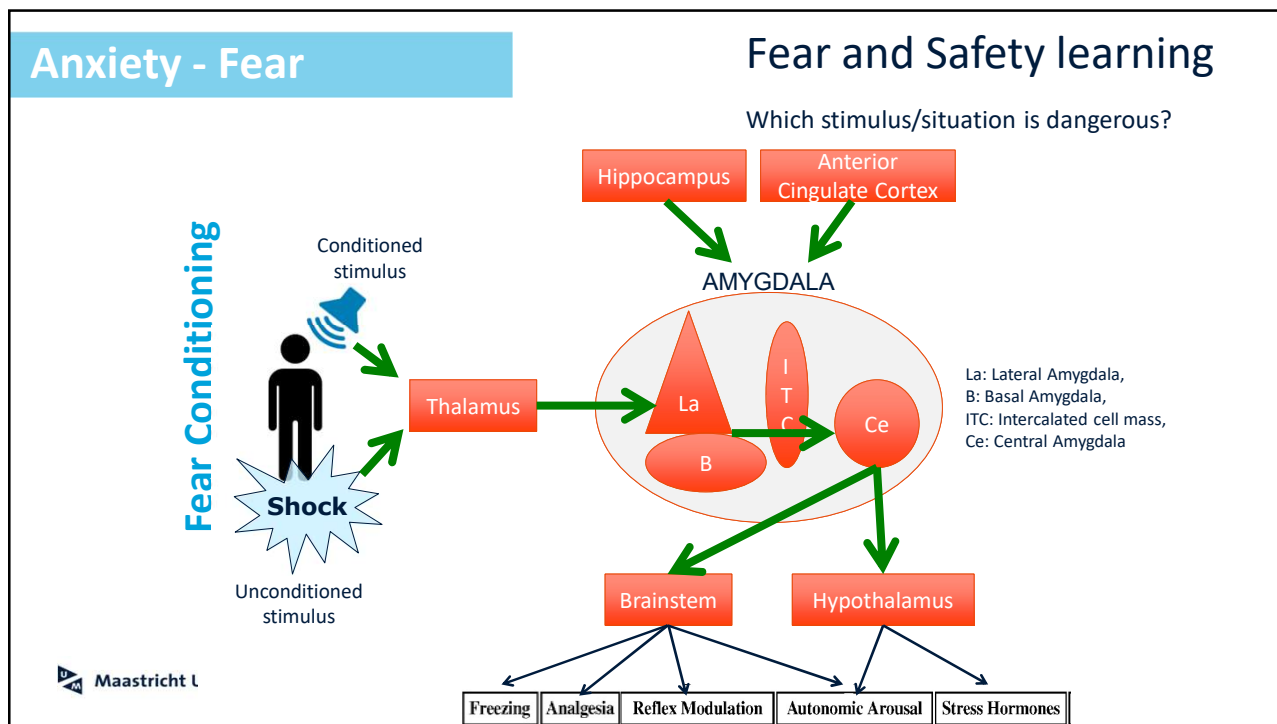 Anxiety - Fear
Fear and Safety learning
Which stimulus/situation is dangerous?
Hippocampus
Anterior
Cingulate Cortex
Fear Conditioning
Conditioned
stimulus
AMYGDALA
Thalamus
La
I
T
C
Ce
B
La: Lateral Amygdala,
B: Basal Amygdala,
ITC: Intercalated cell mass,
Ce: Central Amygdala
Shock
Unconditioned
stimulus
Brainstem
Hypothalamus
UM
Maastricht U
Freezing
Analgesia
Reflex Modulation
Autonomic Arousal
Stress Hormones